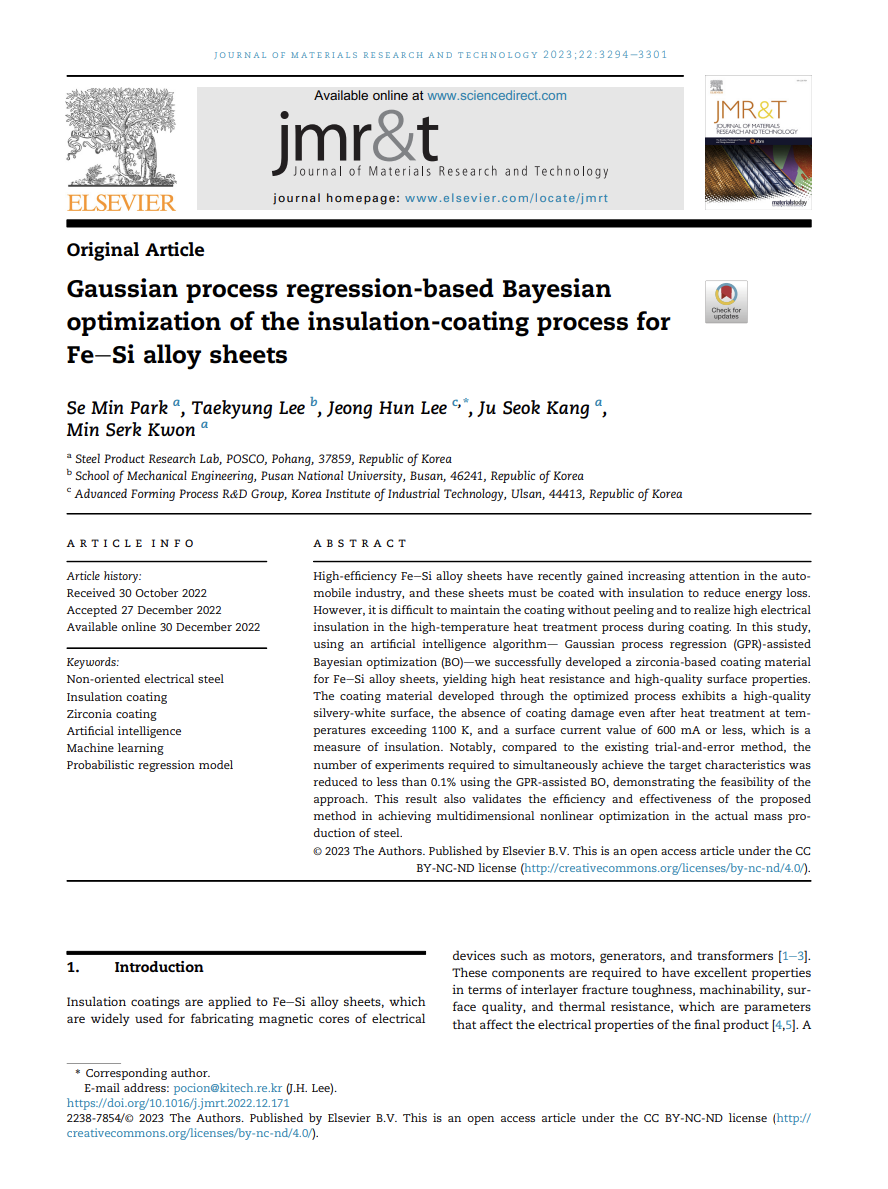 JOURNAL OF MATERIALS RESEARCH AND TECHNOLOGY 2023;22:3294–3301
Available online at www.sciencedirect.com
jmr&t
Journal of Materials Research and Technology
journal homepage: www.elsevier.com/locate/jmrt
ELSEVIER
JMR&T
JOURNAL OF MATERIALS
RESEARCH AND TECHNOLOGY
materialstoday
Original Article
Gaussian process regression-based Bayesian
optimization of the insulation-coating process for
Fe–Si alloy sheets
Check for
updates
Se Min Park a, Taekyung Lee b, Jeong Hun Lee c,*, Ju Seok Kang a,
Min Serk Kwon a
a Steel Product Research Lab, POSCO, Pohang, 37859, Republic of Korea
b School of Mechanical Engineering, Pusan National University, Busan, 46241, Republic of Korea
c Advanced Forming Process R&D Group, Korea Institute of Industrial Technology, Ulsan, 44413, Republic of Korea
ARTICLE INFO
Article history:
Received 30 October 2022
Accepted 27 December 2022
Available online 30 December 2022
Keywords:
Non-oriented electrical steel
Insulation coating
Zirconia coating
Artificial intelligence
Machine learning
Probabilistic regression model
ABSTRACT
High-efficiency Fe–Si alloy sheets have recently gained increasing attention in the auto-
mobile industry, and these sheets must be coated with insulation to reduce energy loss.
However, it is difficult to maintain the coating without peeling and to realize high electrical
insulation in the high-temperature heat treatment process during coating. In this study,
using an artificial intelligence algorithm— Gaussian process regression (GPR)-assisted
Bayesian optimization (BO)—we successfully developed a zirconia-based coating material
for Fe–Si alloy sheets, yielding high heat resistance and high-quality surface properties.
The coating material developed through the optimized process exhibits a high-quality
silvery-white surface, the absence of coating damage even after heat treatment at tem-
peratures exceeding 1100 K, and a surface current value of 600 mA or less, which is a
measure of insulation. Notably, compared to the existing trial-and-error method, the
number of experiments required to simultaneously achieve the target characteristics was
reduced to less than 0.1% using the GPR-assisted BO, demonstrating the feasibility of the
approach. This result also validates the efficiency and effectiveness of the proposed
method in achieving multidimensional nonlinear optimization in the actual mass pro-
duction of steel.
© 2023 The Authors. Published by Elsevier B.V. This is an open access article under the CC
BY-NC-ND license (http://creativecommons.org/licenses/by-nc-nd/4.0/).
1. Introduction
Insulation coatings are applied to Fe–Si alloy sheets, which
are widely used for fabricating magnetic cores of electrical
devices such as motors, generators, and transformers [1–3].
These components are required to have excellent properties
in terms of interlayer fracture toughness, machinability, sur-
face quality, and thermal resistance, which are parameters
that affect the electrical properties of the final product [4,5]. A
* Corresponding author.
E-mail address: pocion@kitech.re.kr (J.H. Lee).
https://doi.org/10.1016/j.jmrt.2022.12.171
2238-7854/© 2023 The Authors. Published by Elsevier B.V. This is an open access article under the CC BY-NC-ND license (http://
creativecommons.org/licenses/by-nc-nd/4.0/).